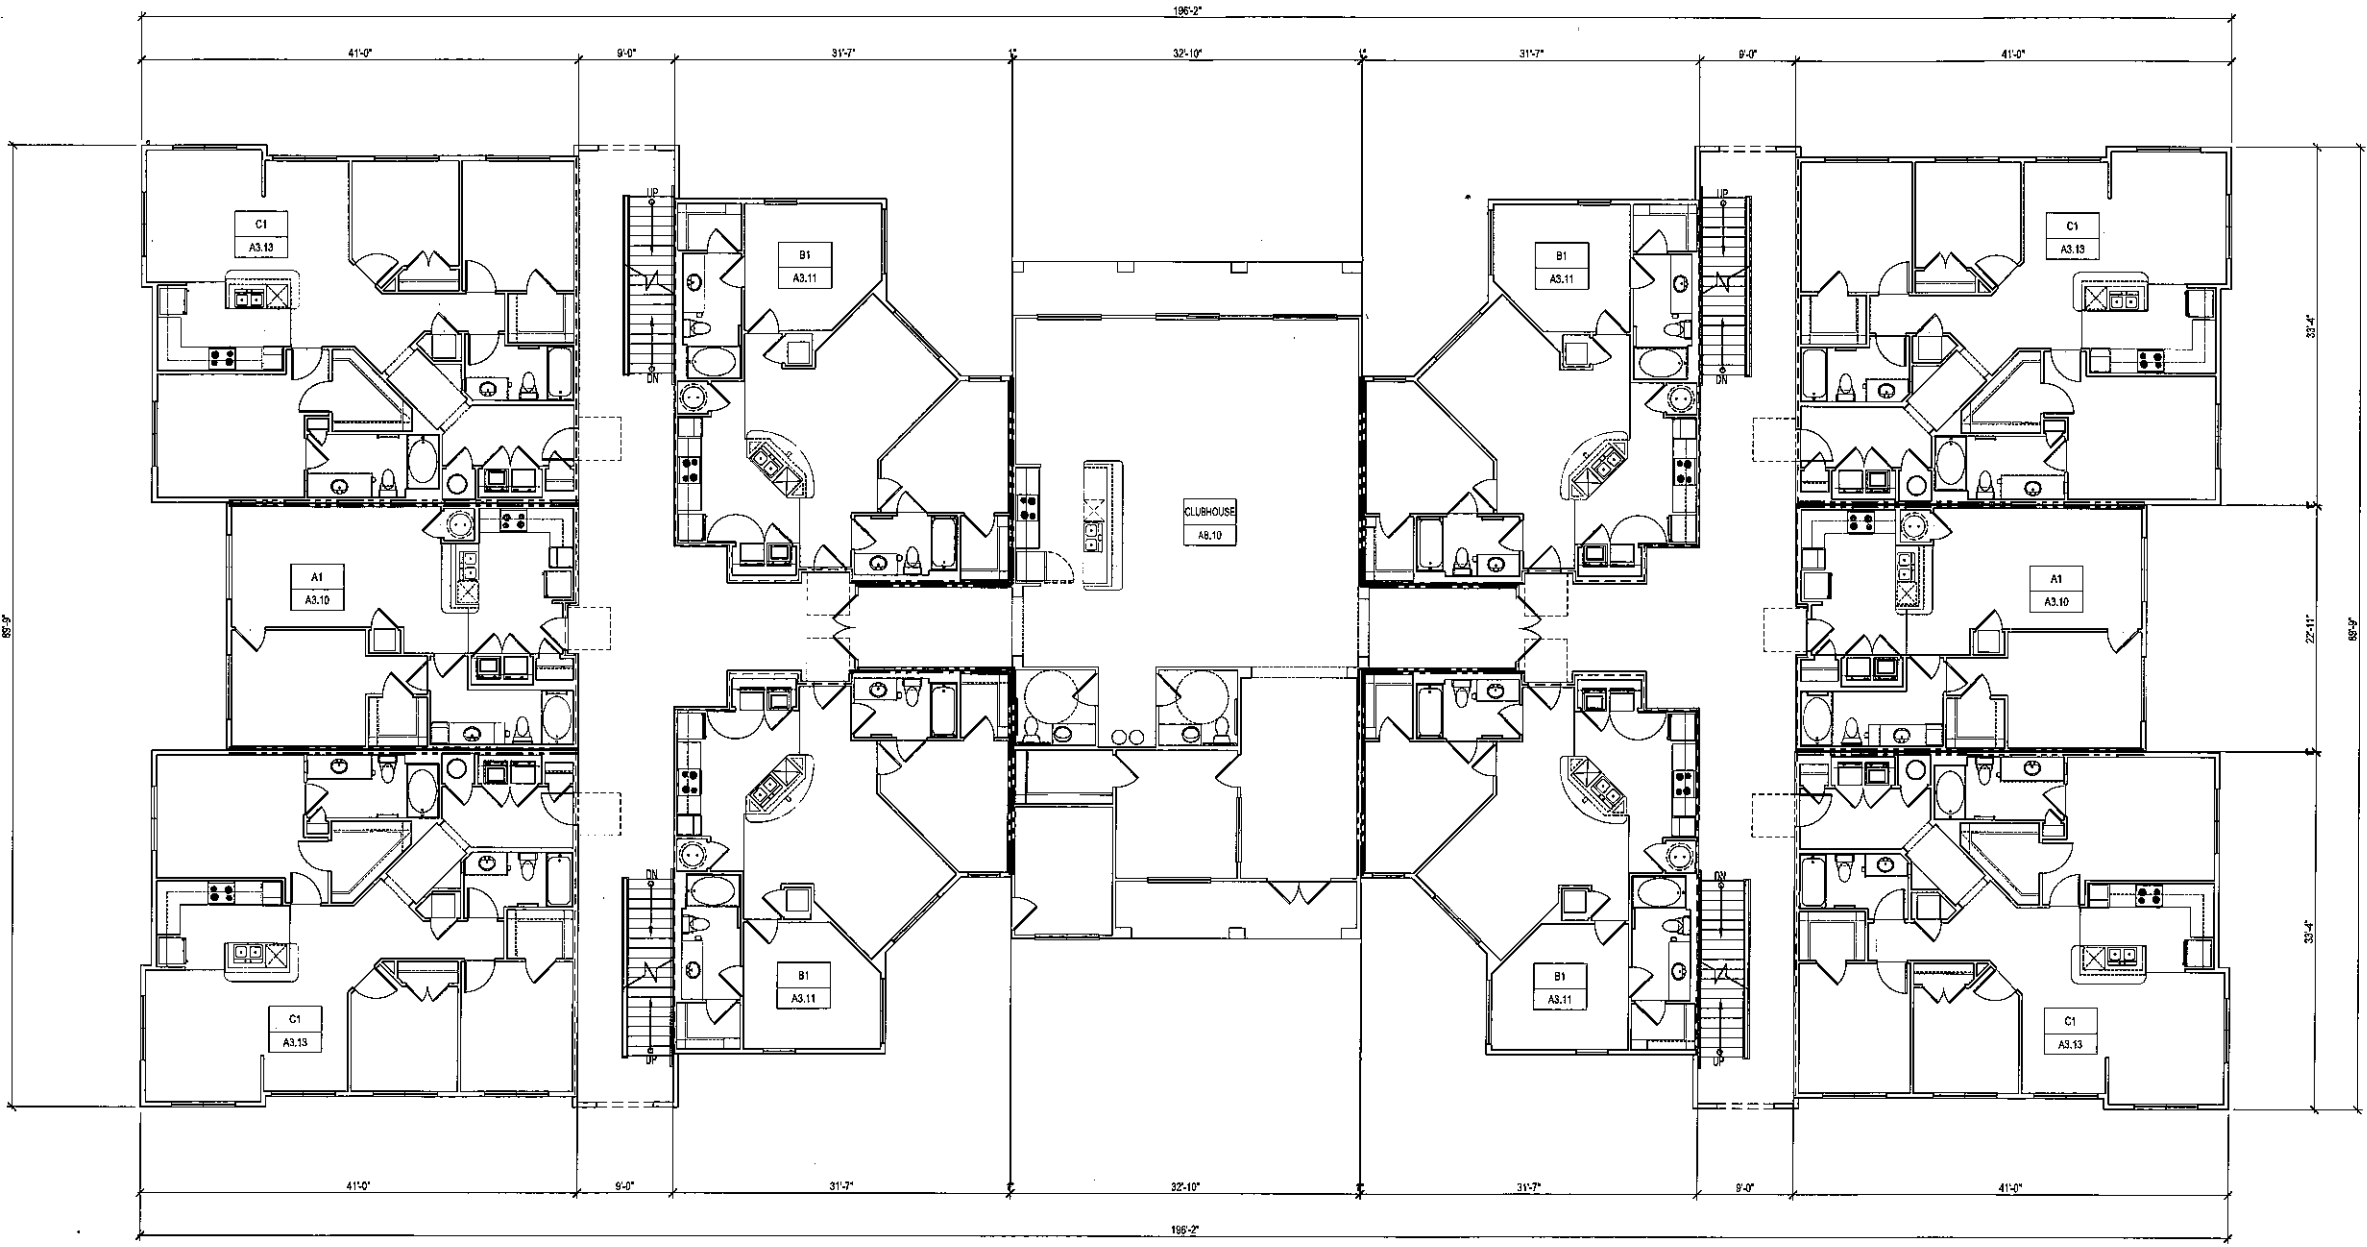 196'-2"
41'-0" 9'-0" 31'-7" 1" 32'-10" 1" 31'-7" 9'-0" 41'-0"
UP UP
C1 C1
A3.13 A3.13
B1 B1
A3.11 A3.11
33'-4"
DN DN
CLUBHOUSE
A8.10
A1 A1
A3.10 A3.10
89'-9" 22'-11" 89'-9"
DN DN
33'-4"
B1 B1
A3.11 A3.11
C1 C1
A3.13 A3.13
UP UP
41'-0" 9'-0" 31'-7" 32'-10" 31'-7" 9'-0" 41'-0"
196'-2"